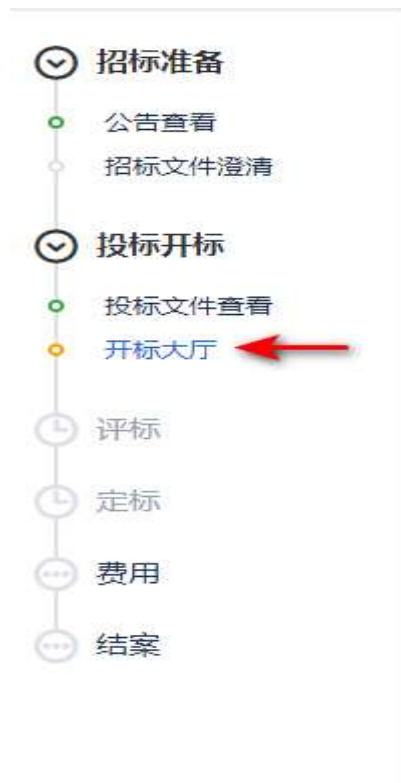 招标准备
公告查看
招标文件澄清
投标开标
投标文件查看
开标大厅
评标
定标
费用
结案